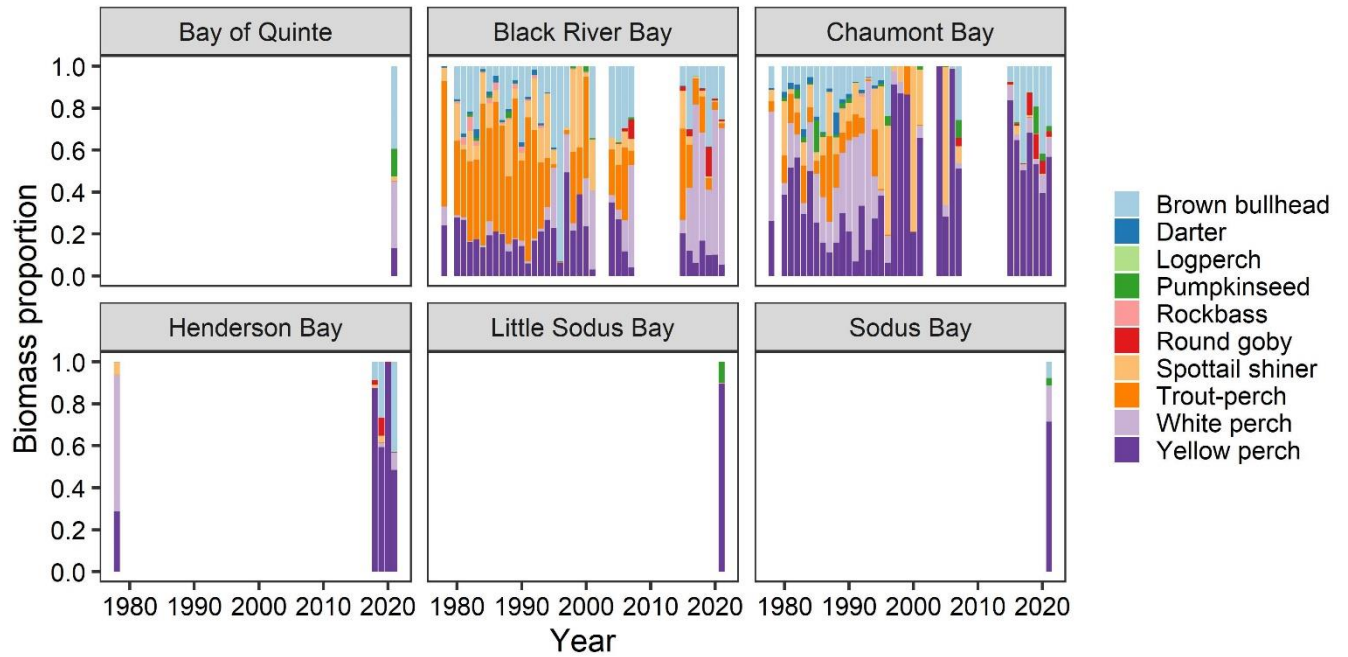 Bay of Quinte
Black River Bay
Chaumont Bay
1.0
0.8
0.6
0.4
0.2
0.0
Henderson Bay
Little Sodus Bay
Sodus Bay
1.0
0.8
0.6
0.4
0.2
0.0
Biomass proportion
1980 1990 2000 2010 2020
1980 1990 2000 2010 2020
1980 1990 2000 2010 2020
Year
Brown bullhead
Darter
Logperch
Pumpkinseed
Rockbass
Round goby
Spottail shiner
Trout-perch
White perch
Yellow perch